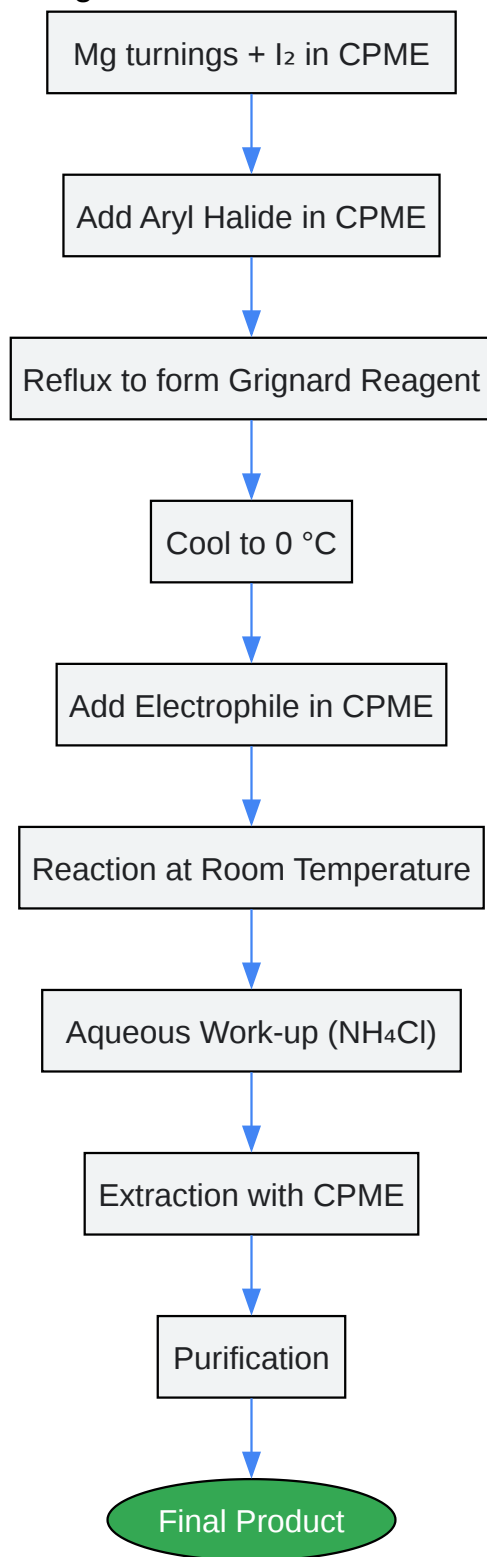 Mg turnings + I₂ in CPME
Add Aryl Halide in CPME
Reflux to form Grignard Reagent
Cool to 0 °C
Add Electrophile in CPME
Reaction at Room Temperature
Aqueous Work-up (NH₄Cl)
Extraction with CPME
Purification
Final Product